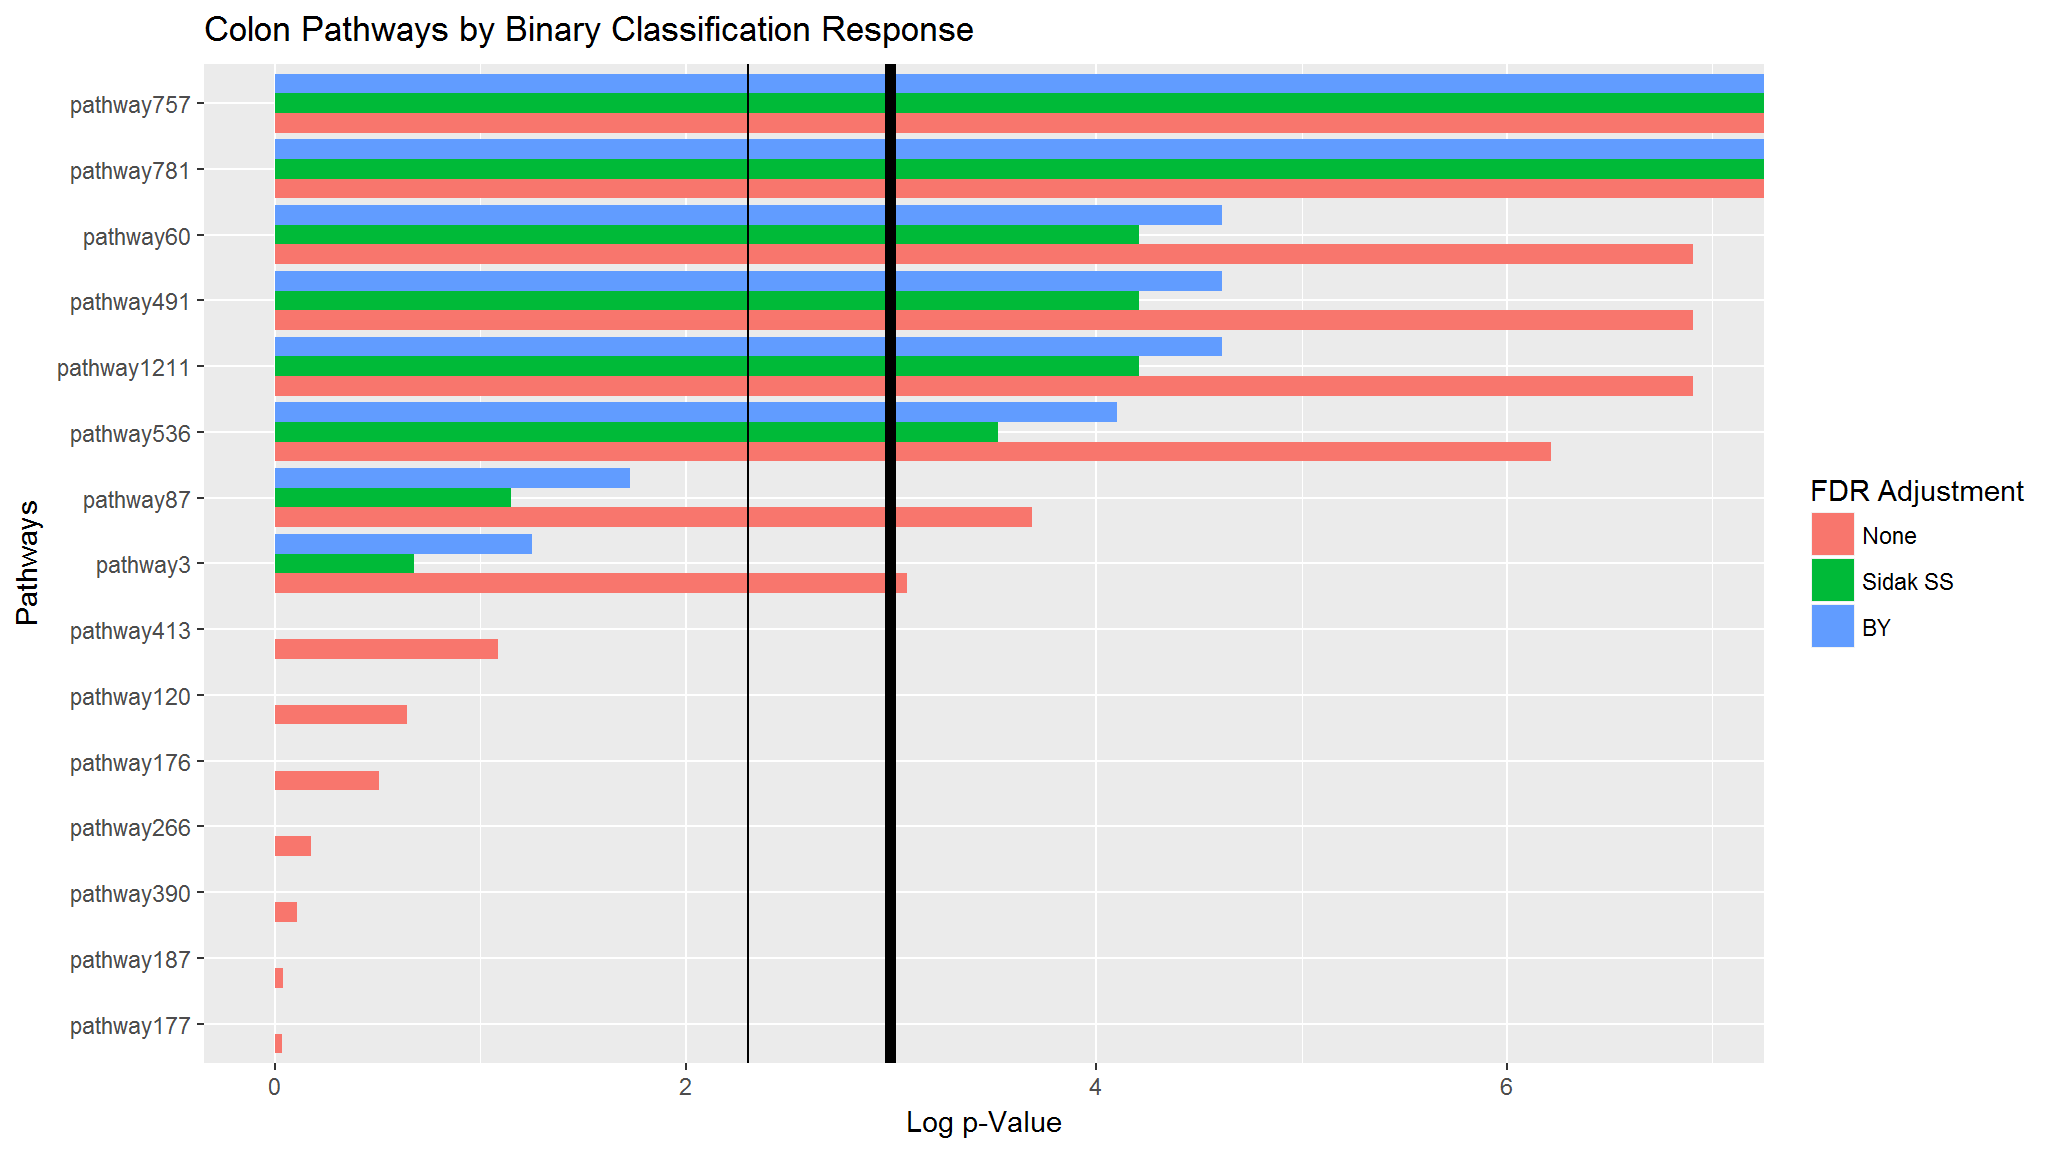 Colon Pathways by Binary Classification Response
pathway757
pathway781
pathway60
pathway491
pathway1211
pathway536
pathway87
pathway3
pathway413
pathway120
pathway176
pathway266
pathway390
pathway187
pathway177
Pathways
0 2 4 6
Log p-Value
FDR Adjustment
None
Sidak SS
BY